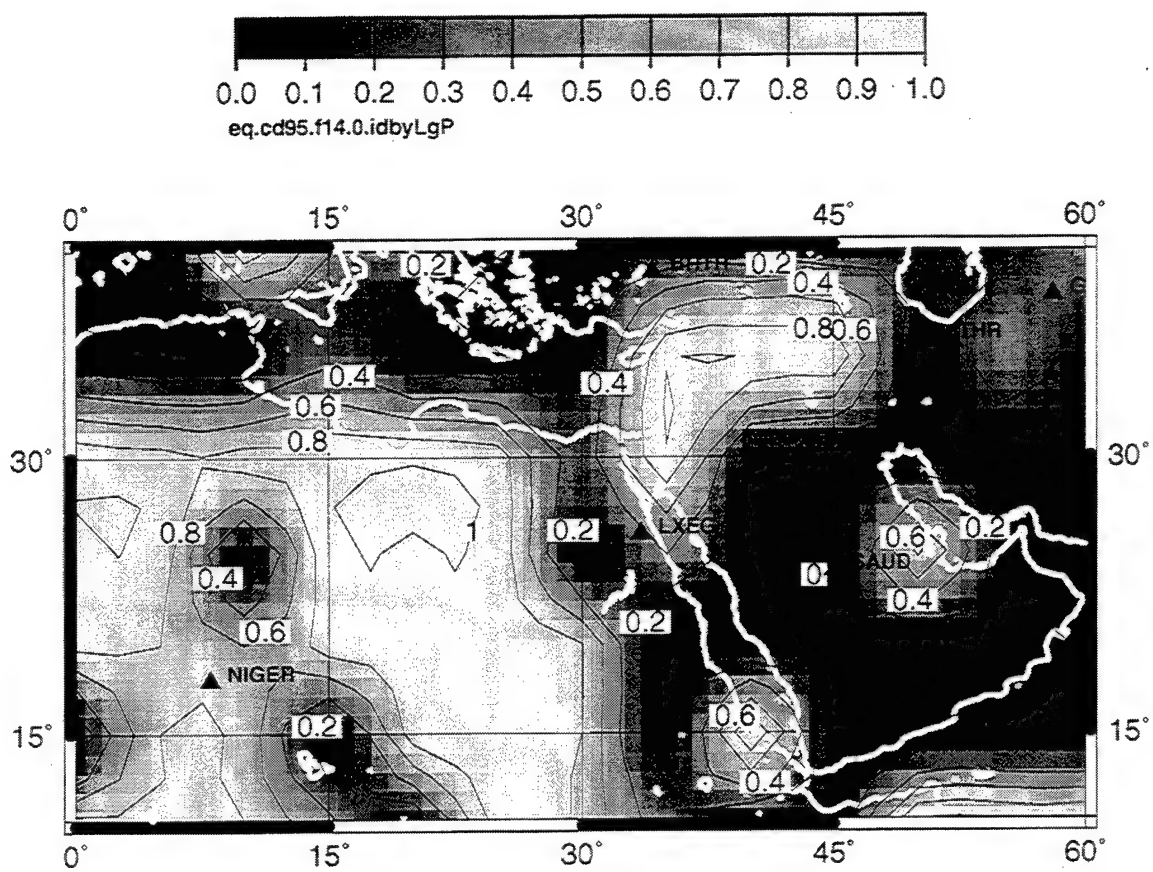 0.0 0.1 0.2 0.3 0.4 0.5 0.6 0.7 0.8 0.9 1.0
eq.cd95.f14.0.idbyLgP
0° 15° 30° 45° 60°
0.2 BRTR 0.2
0.4 G
0.8 0.6 THR
0.4 0.4
0.6
0.8
30° 30°
0.8 1 0.2 LXEG 0.6 0.2
0.4 0. SAUD
0.4
0.6 0.2
NIGER
0.2 0.6
15° 15°
0.4
0° 15° 30° 45° 60°